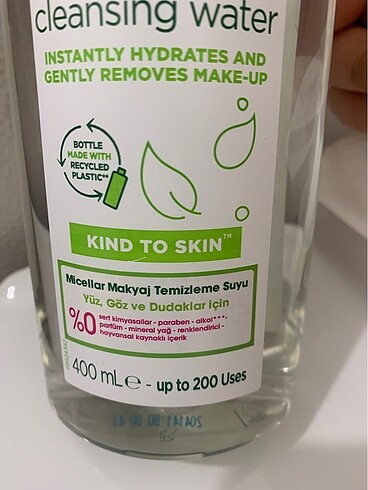 cleansing water
INSTANTLY HYDRATES AND
GENTLY REMOVES MAKE-UP
BOTTLE
MADE WITH
RECYCLED
PLASTIC**
KIND TO SKIN™
Micellar Makyaj Temizleme Suyu
Yüz, Göz ve Dudaklar için
%0
sert kimyasallar - paraben - alkol***-
parfüm - mineral yağ - renklendirici -
hayvansal kaynaklı içerik
400 mL℮ - up to 200 Uses